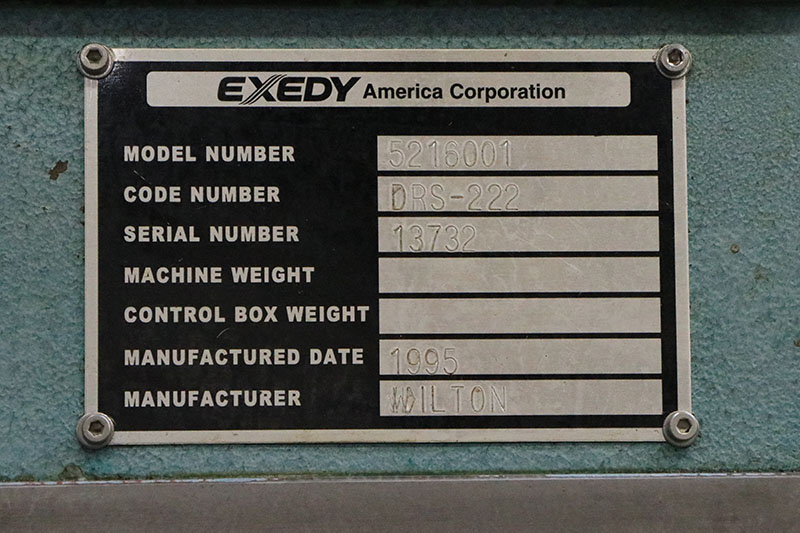 EXEDY America Corporation
MODEL NUMBER 5216001
CODE NUMBER DRS-222
SERIAL NUMBER 13732
MACHINE WEIGHT
CONTROL BOX WEIGHT
MANUFACTURED DATE 1995
MANUFACTURER WILTON